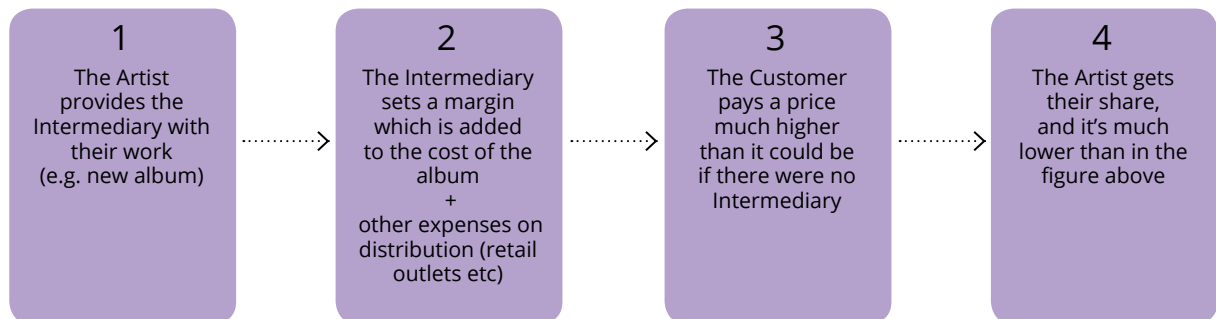 1
The Artist
provides the
Intermediary with
their work
(e.g. new album)
2
The Intermediary
sets a margin
which is added
to the cost of the
album
+
other expenses on
distribution (retail
outlets etc)
3
The Customer
pays a price
much higher
than it could be
if there were no
Intermediary
4
The Artist gets
their share,
and it’s much
lower than in the
figure above